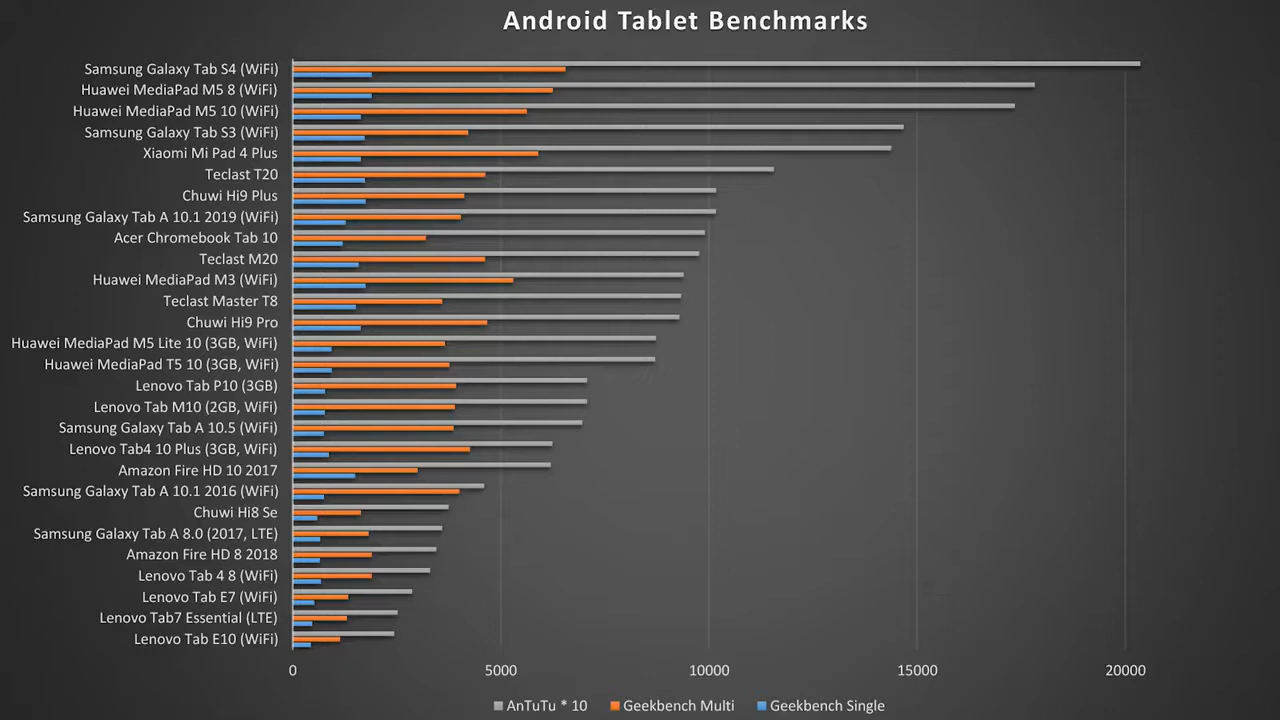 Android Tablet Benchmarks
Samsung Galaxy Tab S4 (WiFi)
Huawei MediaPad M5 8 (WiFi)
Huawei MediaPad M5 10 (WiFi)
Samsung Galaxy Tab S3 (WiFi)
Xiaomi Mi Pad 4 Plus
Teclast T20
Chuwi Hi9 Plus
Samsung Galaxy Tab A 10.1 2019 (WiFi)
Acer Chromebook Tab 10
Teclast M20
Huawei MediaPad M3 (WiFi)
Teclast Master T8
Chuwi Hi9 Pro
Huawei MediaPad M5 Lite 10 (3GB, WiFi)
Huawei MediaPad T5 10 (3GB, WiFi)
Lenovo Tab P10 (3GB)
Lenovo Tab M10 (2GB, WiFi)
Samsung Galaxy Tab A 10.5 (WiFi)
Lenovo Tab4 10 Plus (3GB, WiFi)
Amazon Fire HD 10 2017
Samsung Galaxy Tab A 10.1 2016 (WiFi)
Chuwi Hi8 Se
Samsung Galaxy Tab A 8.0 (2017, LTE)
Amazon Fire HD 8 2018
Lenovo Tab 4 8 (WiFi)
Lenovo Tab E7 (WiFi)
Lenovo Tab7 Essential (LTE)
Lenovo Tab E10 (WiFi)
0 5000 10000 15000 20000
AnTuTu * 10 Geekbench Multi Geekbench Single